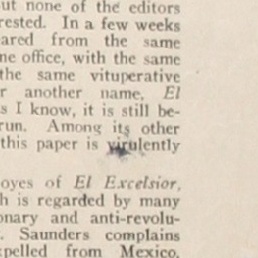 ut none of the editors
rested. In a few weeks
ared from the same
ne office, with the same
the same vituperative
r another name, El
s I know, it is still be-
run. Among its other
this paper is virulently
oyes of El Excelsior,
h is regarded by many
onary and anti-revolu-
. Saunders complains
xpelled from Mexico,